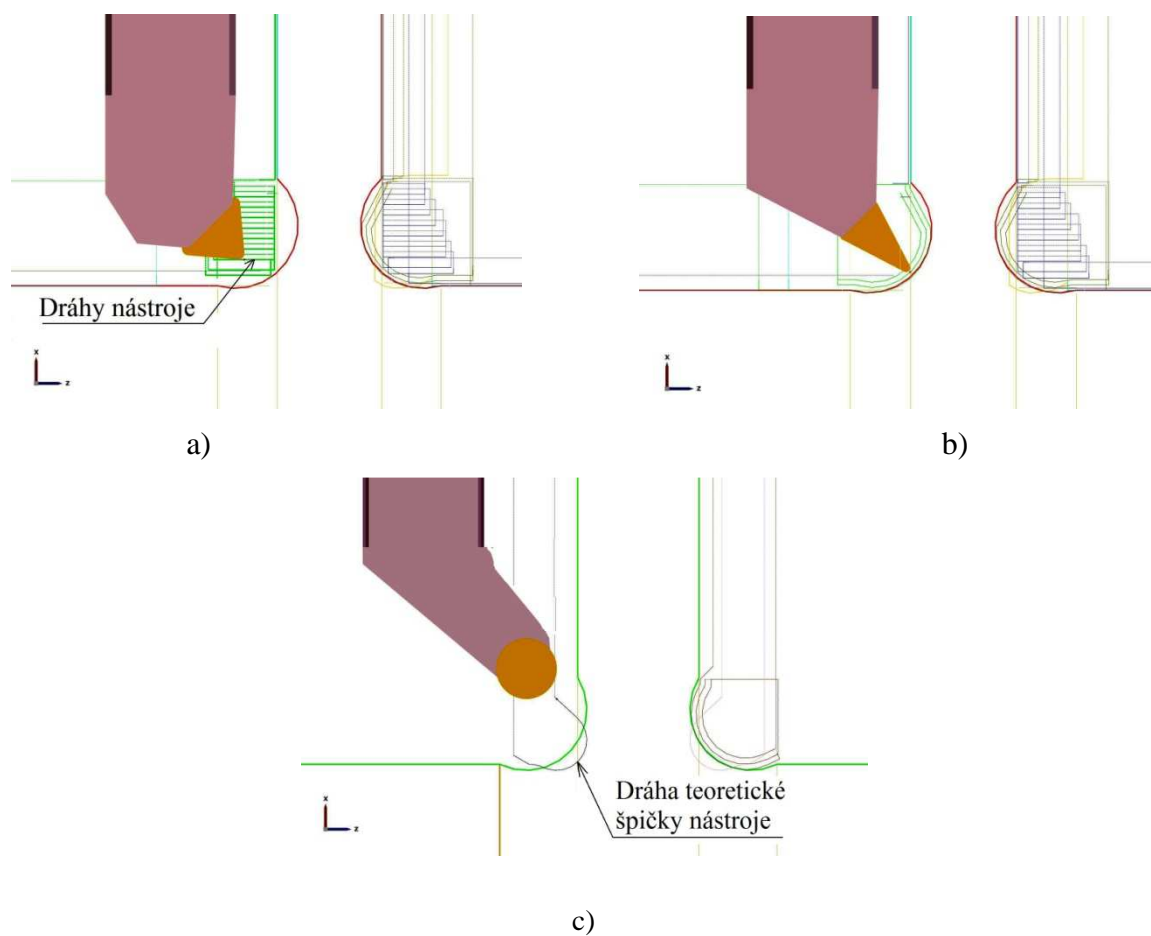 Dráhy nástroje
x
z
x
z
a)
b)
Dráha teoretické
špičky nástroje
x
z
c)